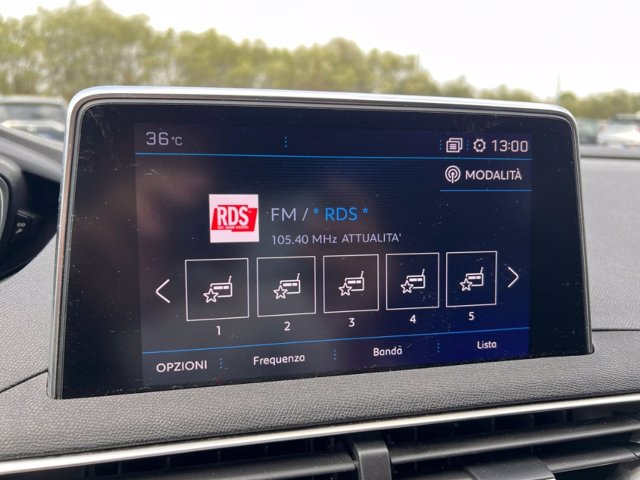 36°C
13:00
MODALITÀ
RDS
FM / * RDS *
105.40 MHz ATTUALITA'
1 2 3 4 5
OPZIONI Frequenza Banda Lista